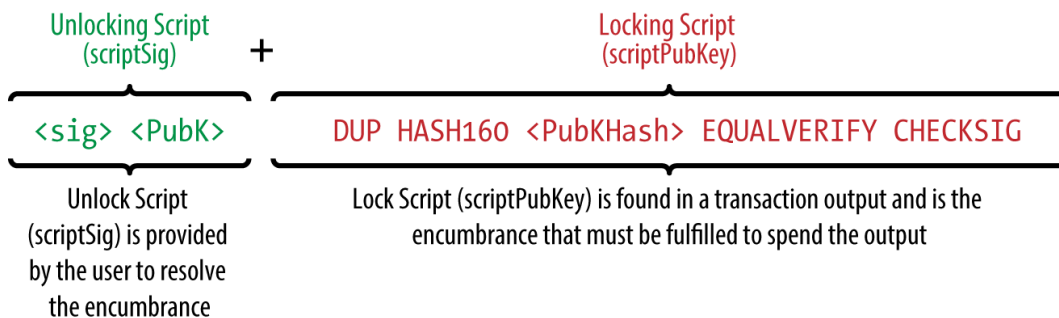 Unlocking Script
(scriptSig)
+
Locking Script
(scriptPubKey)
<sig> <PubK>
DUP HASH160 <PubKHash> EQUALVERIFY CHECKSIG
Unlock Script
(scriptSig) is provided
by the user to resolve
the encumbrance
Lock Script (scriptPubKey) is found in a transaction output and is the
encumbrance that must be fulfilled to spend the output